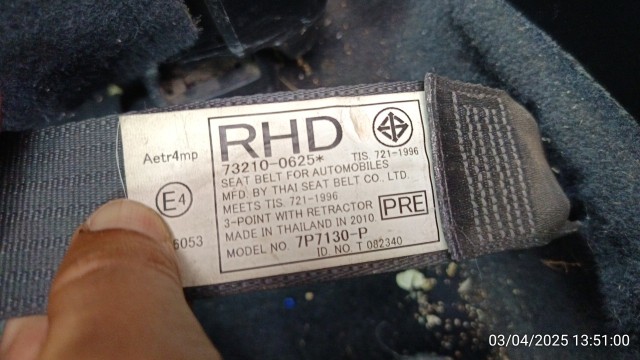 RHD
73210-0625*
TIS. 721-1996
SEAT BELT FOR AUTOMOBILES
MFD. BY THAI SEAT BELT CO. LTD.
MEETS TIS. 721-1996
3-POINT WITH RETRACTOR
PRE
MADE IN THAILAND IN 2010
MODEL NO. 7P7130-P
ID. NO. T 082340
Aetr4mp
E4
6053
03/04/2025 13:51:00